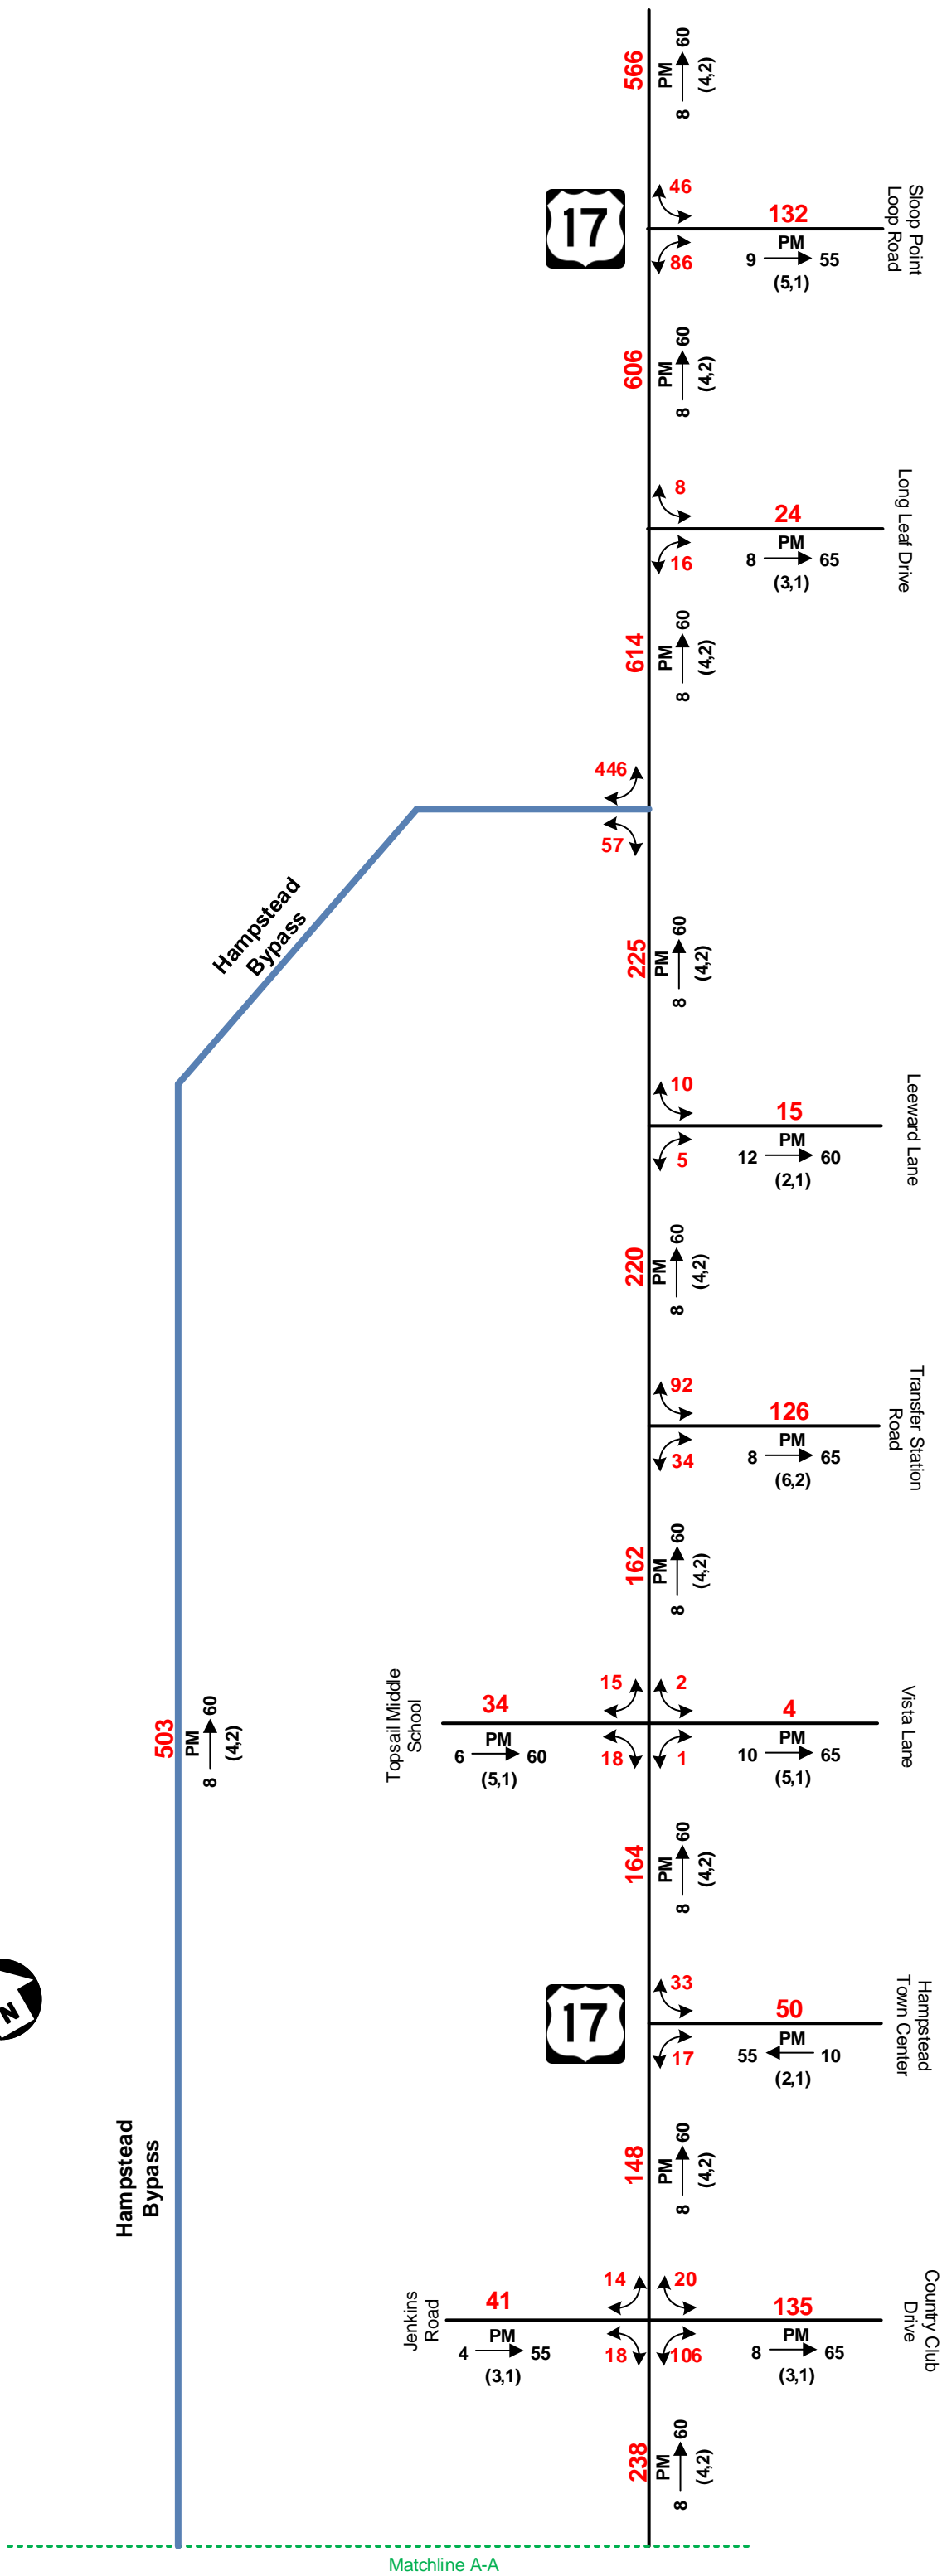 566
PM
8 60
(4,2)
17
46
132
Sloop Point
Loop Road
86
PM
9 55
(5,1)
606
PM
8 60
(4,2)
8
24
Long Leaf Drive
16
PM
8 65
(3,1)
614
PM
8 60
(4,2)
446
57
Hampstead
Bypass
225
PM
8 60
(4,2)
10
15
Leeward Lane
5
PM
12 60
(2,1)
220
PM
8 60
(4,2)
92
126
Transfer Station
Road
34
PM
8 65
(6,2)
162
PM
8 60
(4,2)
503
PM
8 60
(4,2)
Topsail Middle
School
34
PM
6 60
(5,1)
15
2
18
1
4
PM
10 65
(5,1)
Vista Lane
164
PM
8 60
(4,2)
N
17
33
50
Hampstead
Town Center
17
PM
55 10
(2,1)
Hampstead
Bypass
148
PM
8 60
(4,2)
Jenkins
Road
41
PM
4 55
(3,1)
14
20
18
106
135
PM
8 65
(3,1)
Country Club
Drive
238
PM
8 60
(4,2)
Matchline A-A